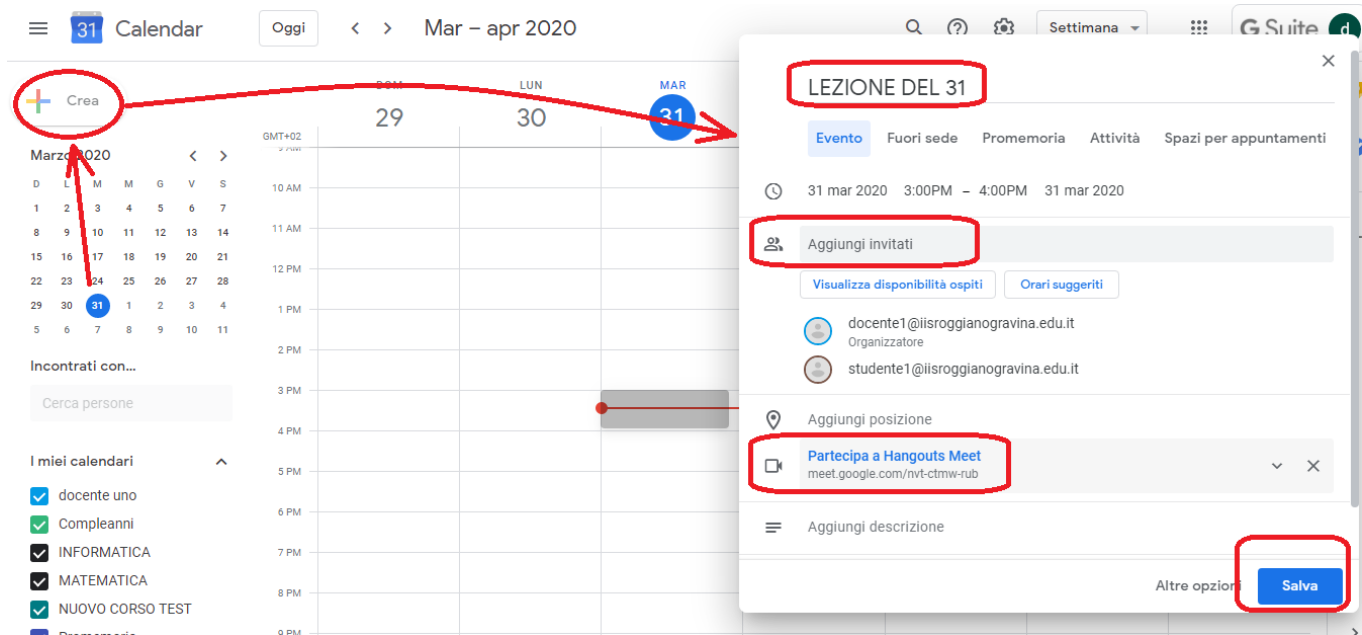 31 Calendar Oggi Mar – apr 2020 Settimana G Suite d
Crea
Marzo 2020
D L M M G V S
1 2 3 4 5 6 7
8 9 10 11 12 13 14
15 16 17 18 19 20 21
22 23 24 25 26 27 28
29 30 31 1 2 3 4
5 6 7 8 9 10 11
Incontrati con...
Cerca persone
I miei calendari
docente uno
Compleanni
INFORMATICA
MATEMATICA
NUOVO CORSO TEST
Promemoria
DOM LUN MAR
29 30 31
GMT+02
9 AM
10 AM
11 AM
12 PM
1 PM
2 PM
3 PM
4 PM
5 PM
6 PM
7 PM
8 PM
9 PM
LEZIONE DEL 31
Evento Fuori sede Promemoria Attività Spazi per appuntamenti
31 mar 2020 3:00PM – 4:00PM 31 mar 2020
Aggiungi invitati
Visualizza disponibilità ospiti Orari suggeriti
docente1@iisroggianogravina.edu.it
Organizzatore
studente1@iisroggianogravina.edu.it
Aggiungi posizione
Partecipa a Hangouts Meet
meet.google.com/nvt-ctmw-rub
Aggiungi descrizione
Altre opzioni Salva